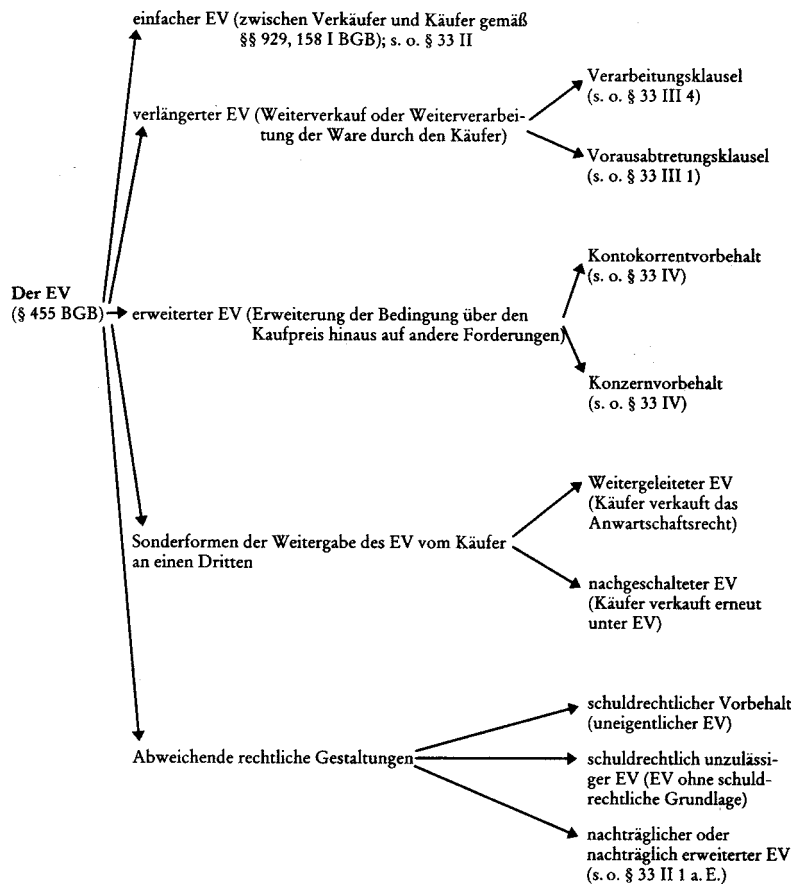 einfacher EV (zwischen Verkäufer und Käufer gemäß
§§ 929, 158 I BGB); s. o. § 33 II
Verarbeitungsklausel
(s. o. § 33 III 4)
verlängerter EV (Weiterverkauf oder Weiterverarbei-
tung der Ware durch den Käufer)
Vorausabtretungsklausel
(s. o. § 33 III 1)
Kontokorrentvorbehalt
(s. o. § 33 IV)
Der EV
(§ 455 BGB)
erweiterter EV (Erweiterung der Bedingung über den
Kaufpreis hinaus auf andere Forderungen)
Konzernvorbehalt
(s. o. § 33 IV)
Weitergeleiteter EV
(Käufer verkauft das
Anwartschaftsrecht)
Sonderformen der Weitergabe des EV vom Käufer
an einen Dritten
nachgeschalteter EV
(Käufer verkauft erneut
unter EV)
schuldrechtlicher Vorbehalt
(uneigentlicher EV)
Abweichende rechtliche Gestaltungen
schuldrechtlich unzulässi-
ger EV (EV ohne schuld-
rechtliche Grundlage)
nachträglicher oder
nachträglich erweiterter EV
(s. o. § 33 II 1 a. E.)